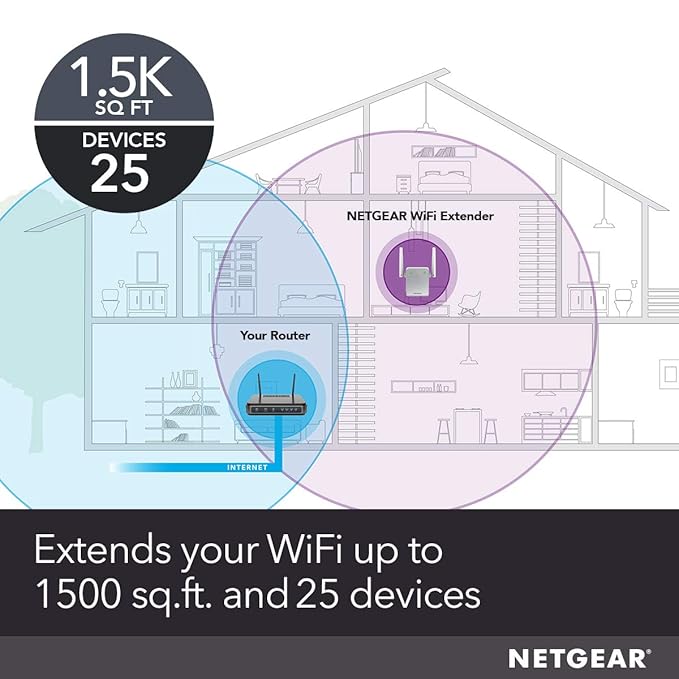 1.5K
SQ FT
DEVICES
25
NETGEAR WiFi Extender
Your Router
INTERNET
Extends your WiFi up to
1500 sq.ft. and 25 devices
NETGEAR®